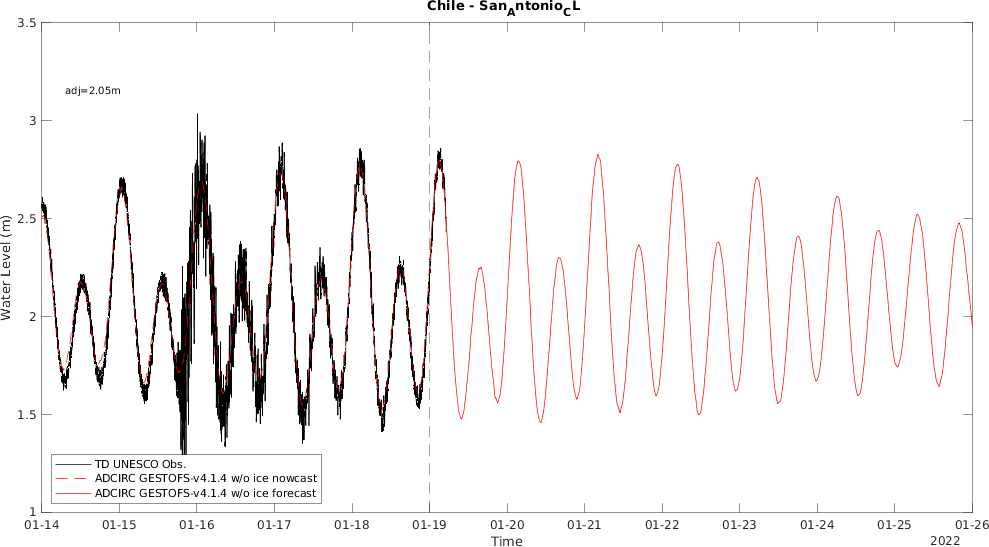 Chile - SanAntonioCL
3.5
adj=2.05m
3
2.5
2
1.5
1
Water Level (m)
TD UNESCO Obs.
ADCIRC GESTOFS-v4.1.4 w/o ice nowcast
ADCIRC GESTOFS-v4.1.4 w/o ice forecast
01-14 01-15 01-16 01-17 01-18 01-19 01-20 01-21 01-22 01-23 01-24 01-25 01-26
Time
2022